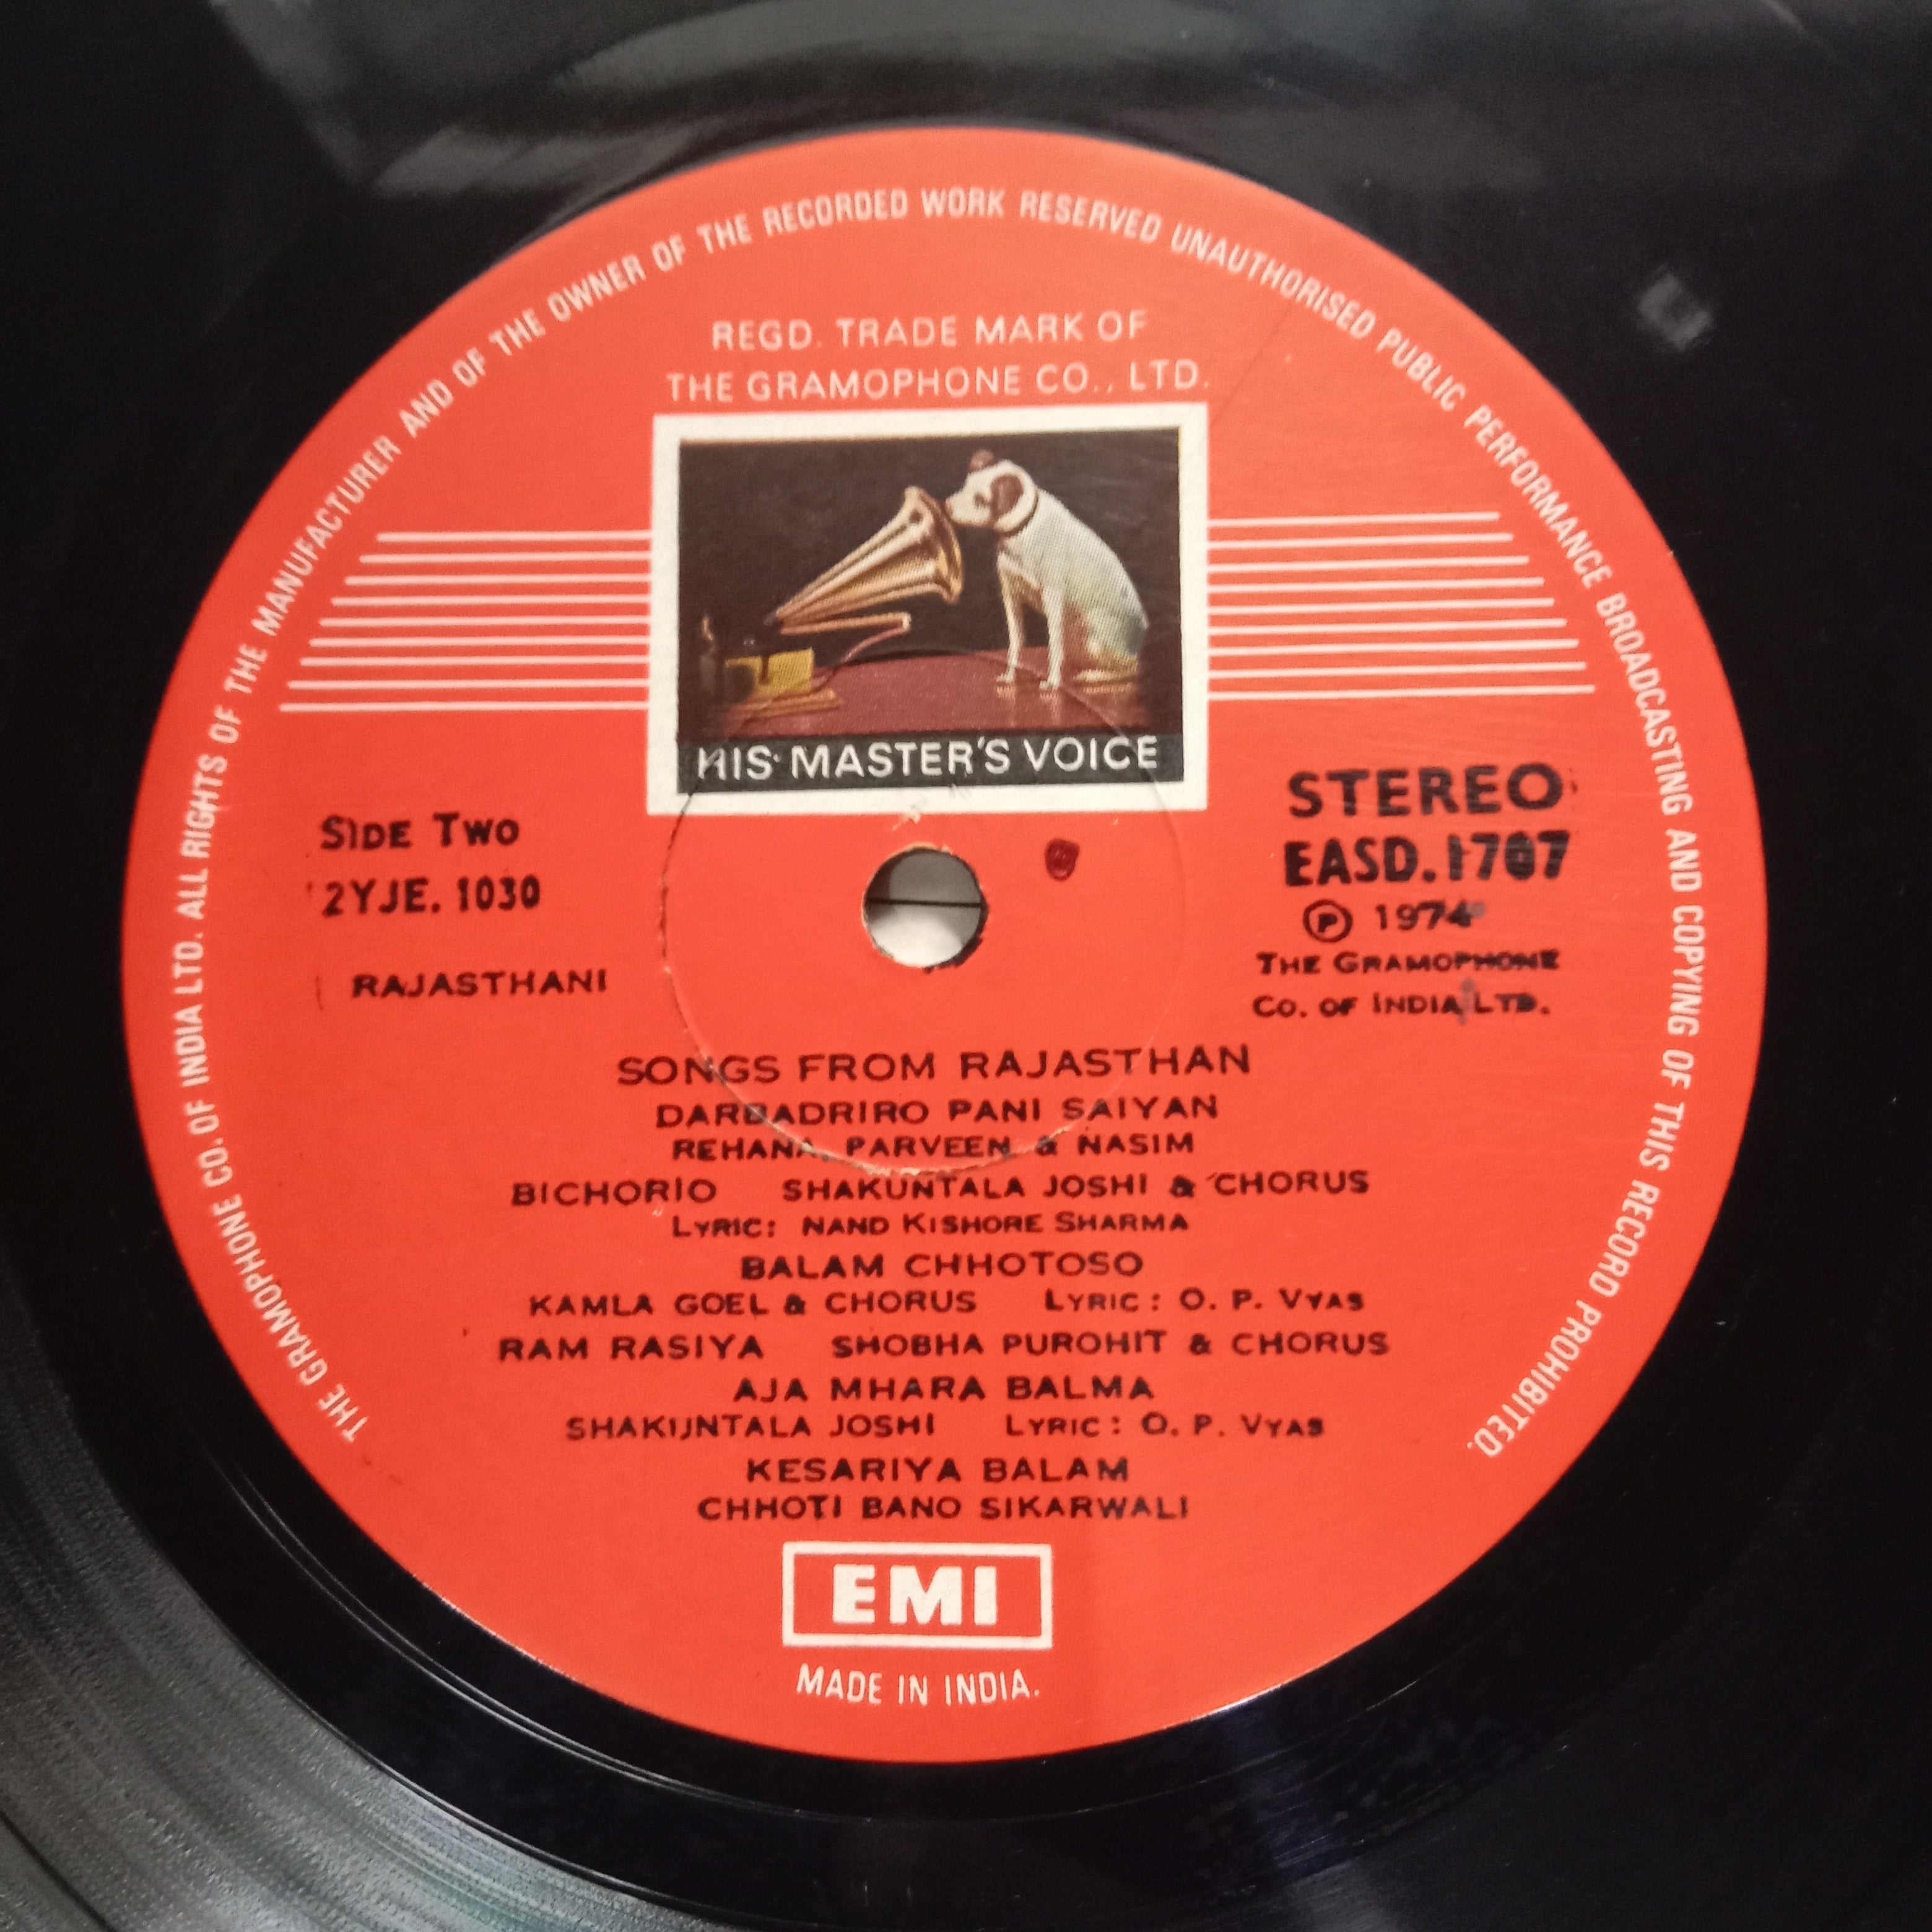 THE GRAMOPHONE CO. OF INDIA LTD. ALL RIGHTS OF THE MANUFACTURER AND OF THE OWNER OF THE RECORDED WORK RESERVED UNAUTHORISED PUBLIC PERFORMANCE BROADCASTING AND COPYING OF THIS RECORD PROHIBITED.
REGD. TRADE MARK OF
THE GRAMOPHONE CO., LTD.
HIS MASTER'S VOICE
SIDE TWO
2YJE. 1030
RAJASTHANI
STEREO
℗ 1974
THE GRAMOPHONE
CO. OF INDIA LTD.
SONGS FROM RAJASTHAN
DARBADRIRO PANI SAIYAN
REHANA, PARVEEN & NASIM
BICHORIO SHAKUNTALA JOSHI & CHORUS
LYRIC: NAND KISHORE SHARMA
BALAM CHHOTOSO
KAMLA GOEL & CHORUS LYRIC: O. P. VYAS
RAM RASIYA SHOBHA PUROHIT & CHORUS
AJA MHARA BALMA
SHAKUNTALA JOSHI LYRIC: O. P. VYAS
KESARIYA BALAM
CHHOTI BANO SIKARWALI
EMI
MADE IN INDIA.